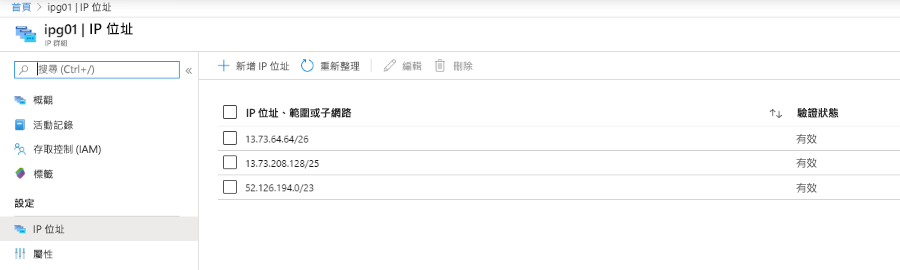 首頁 > ipg01 | IP 位址
ipg01 | IP 位址
IP 群組
搜尋 (Ctrl+/)
«
概觀
活動記錄
存取控制 (IAM)
標籤
設定
IP 位址
屬性
新增 IP 位址 重新整理 編輯 刪除
IP 位址、範圍或子網路 ↑↓ 驗證狀態
13.73.64.64/26 有效
13.73.208.128/25 有效
52.126.194.0/23 有效